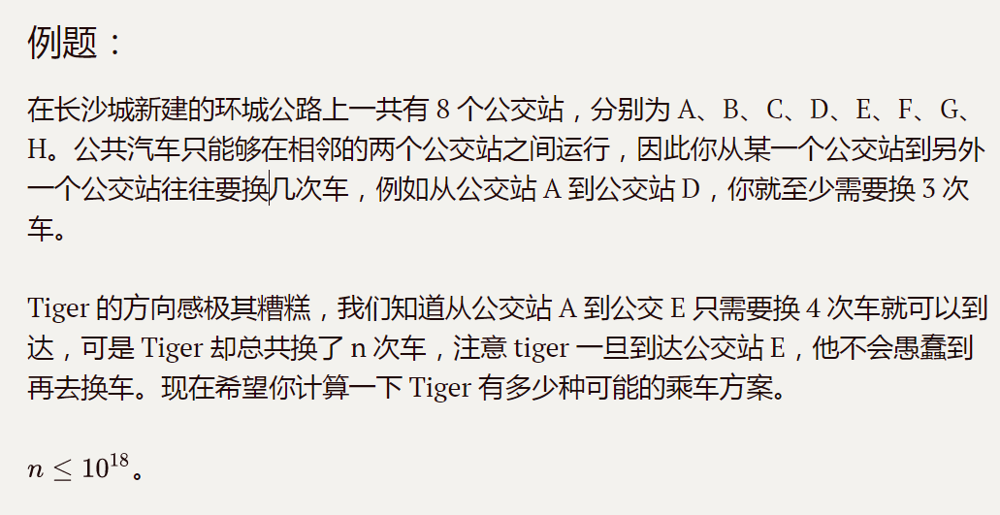 例题：
在长沙城新建的环城公路上一共有 8 个公交站，分别为 A、B、C、D、E、F、G、
H。公共汽车只能够在相邻的两个公交站之间运行，因此你从某一个公交站到另外
一个公交站往往要换几次车，例如从公交站 A 到公交站 D，你就至少需要换 3 次
车。
Tiger 的方向感极其糟糕，我们知道从公交站 A 到公交 E 只需要换 4 次车就可以到
达，可是 Tiger 却总共换了 n 次车，注意 tiger 一旦到达公交站 E，他不会愚蠢到
再去换车。现在希望你计算一下 Tiger 有多少种可能的乘车方案。
n ≤ 10¹⁸。